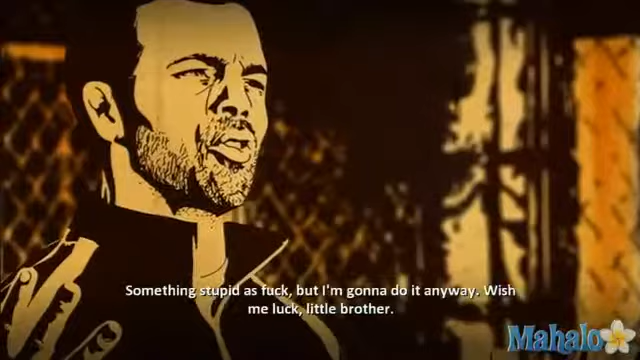 Something stupid as fuck, but I'm gonna do it anyway. Wish
me luck, little brother.
Mahalo